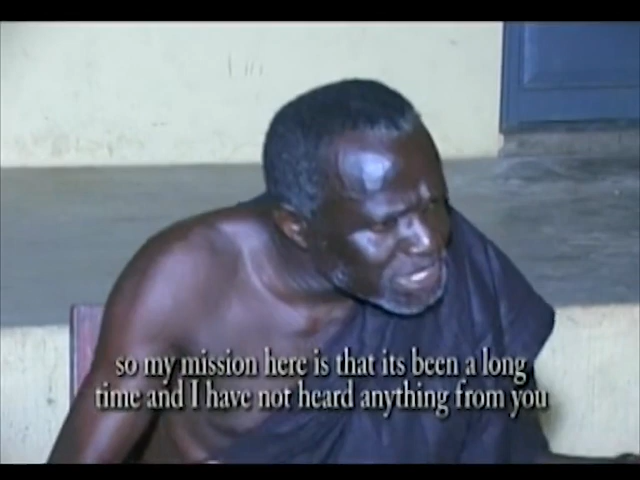 so my mission here is that its been a long
time and I have not heard anything from you